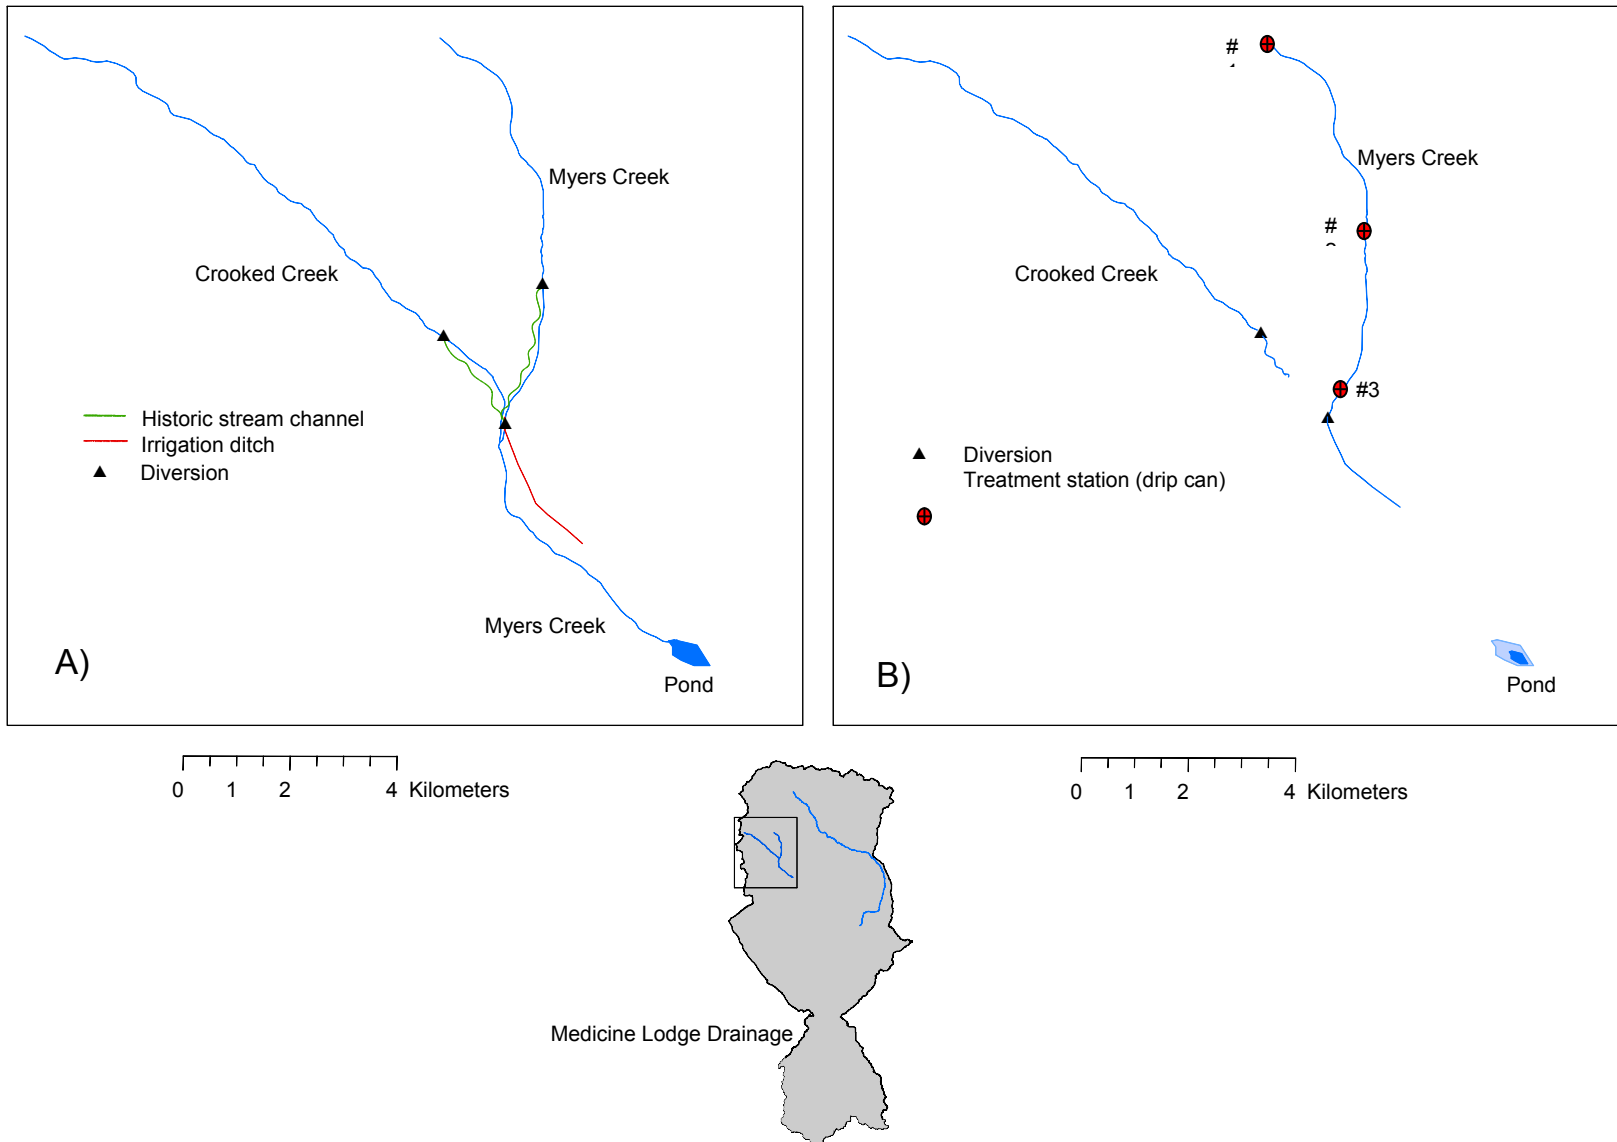 Myers Creek
Crooked Creek
Historic stream channel
Irrigation ditch
Diversion
Myers Creek
A)
Pond
#
Myers Creek
#
Crooked Creek
#3
Diversion
Treatment station (drip can)
B)
Pond
0 1 2 4 Kilometers
0 1 2 4 Kilometers
Medicine Lodge Drainage